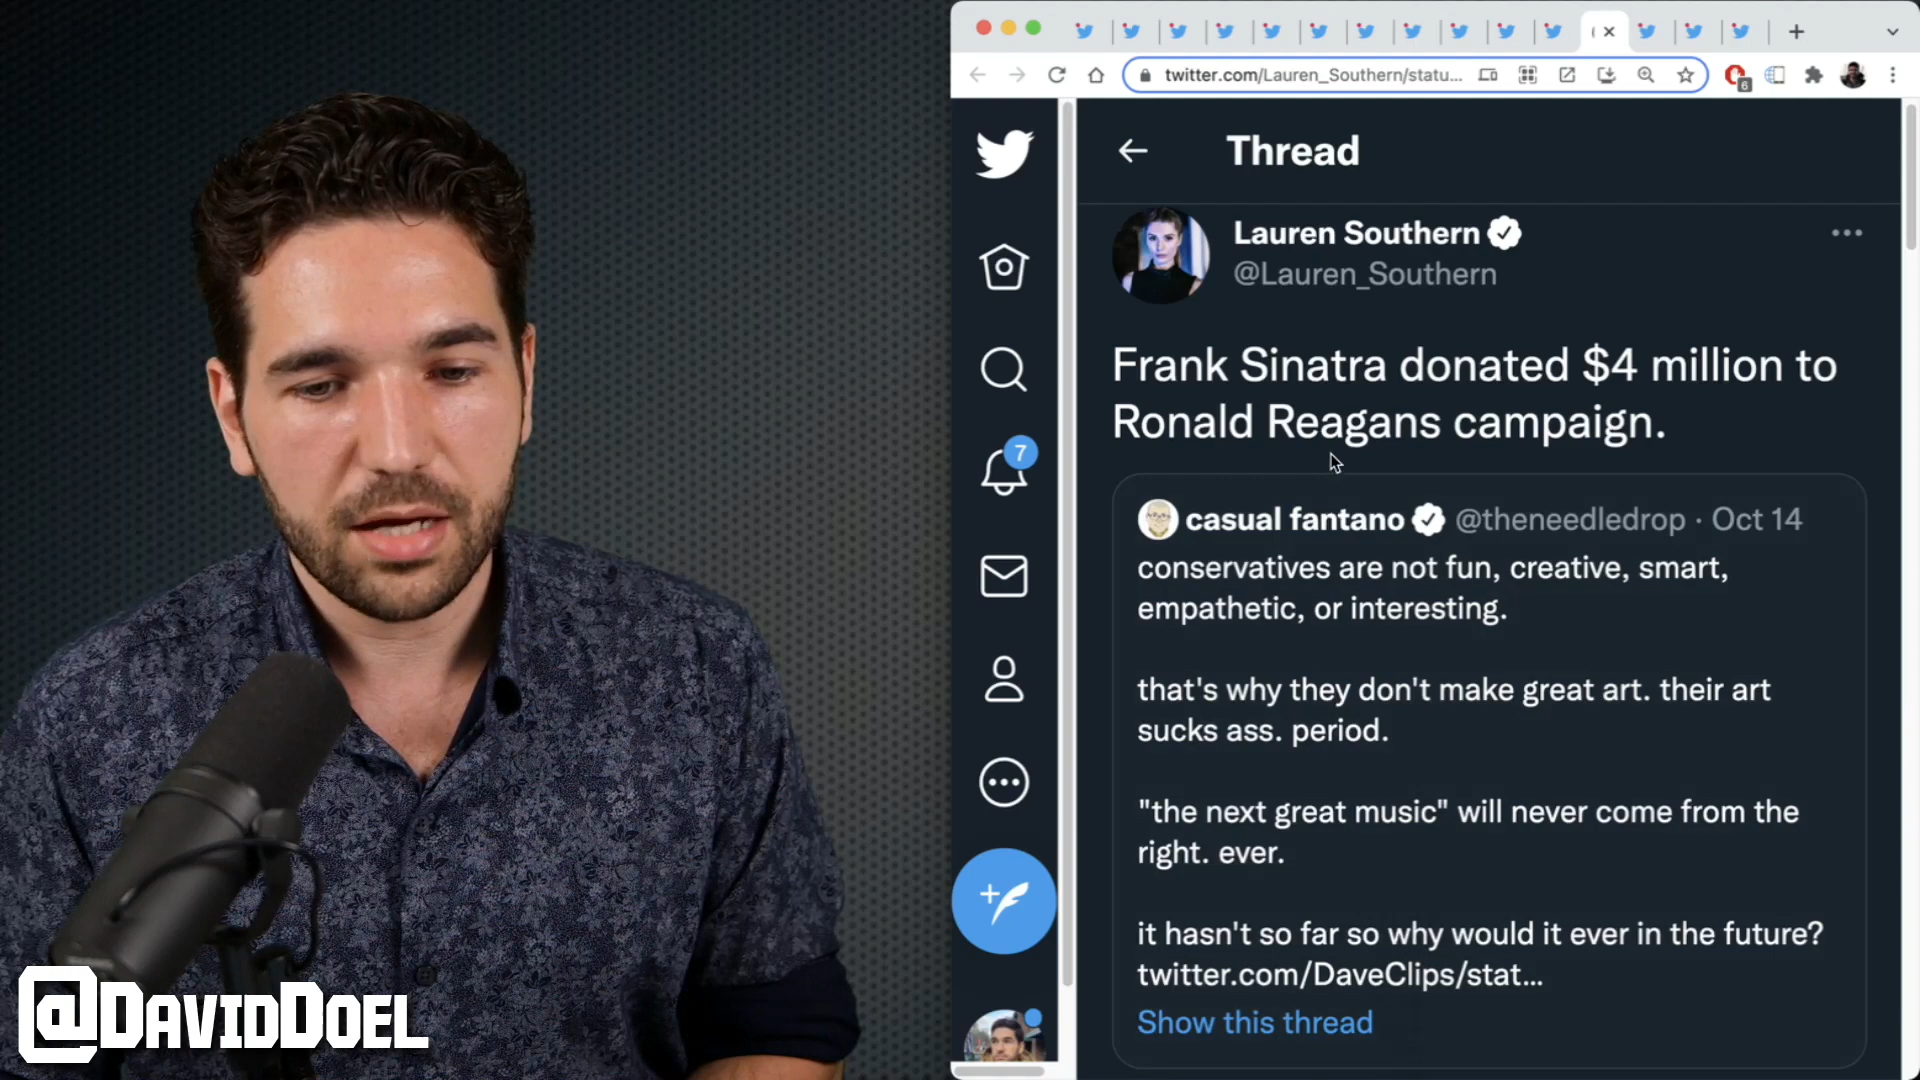 twitter.com/Lauren_Southern/statu...
6
Thread
Lauren Southern
@Lauren_Southern
Frank Sinatra donated $4 million to
Ronald Reagans campaign.
7
casual fantano @theneedledrop · Oct 14
conservatives are not fun, creative, smart,
empathetic, or interesting.
that's why they don't make great art. their art
sucks ass. period.
"the next great music" will never come from the
right. ever.
it hasn't so far so why would it ever in the future?
twitter.com/DaveClips/stat...
Show this thread
@DAVIDDOEL